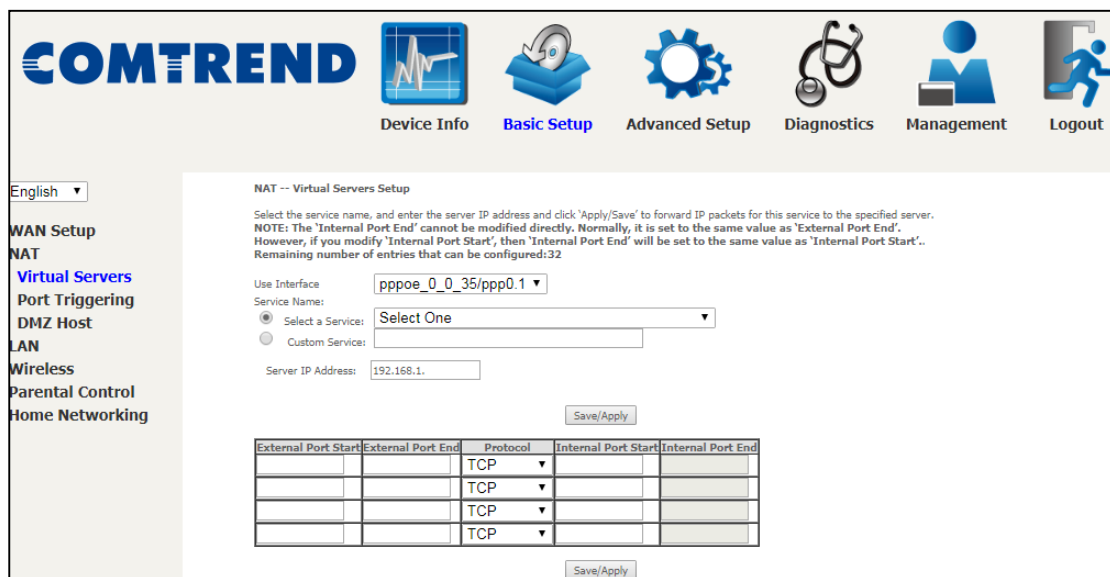 COMTREND
Device Info
Basic Setup
Advanced Setup
Diagnostics
Management
Logout
English
WAN Setup
NAT
Virtual Servers
Port Triggering
DMZ Host
LAN
Wireless
Parental Control
Home Networking
NAT -- Virtual Servers Setup
Select the service name, and enter the server IP address and click 'Apply/Save' to forward IP packets for this service to the specified server.
NOTE: The 'Internal Port End' cannot be modified directly. Normally, it is set to the same value as 'External Port End'.
However, if you modify 'Internal Port Start', then 'Internal Port End' will be set to the same value as 'Internal Port Start'..
Remaining number of entries that can be configured:32
Use Interface pppoe_0_0_35/ppp0.1
Service Name:
Select a Service: Select One
Custom Service:
Server IP Address: 192.168.1.
Save/Apply
External Port Start External Port End Protocol Internal Port Start Internal Port End
TCP
TCP
TCP
TCP
Save/Apply